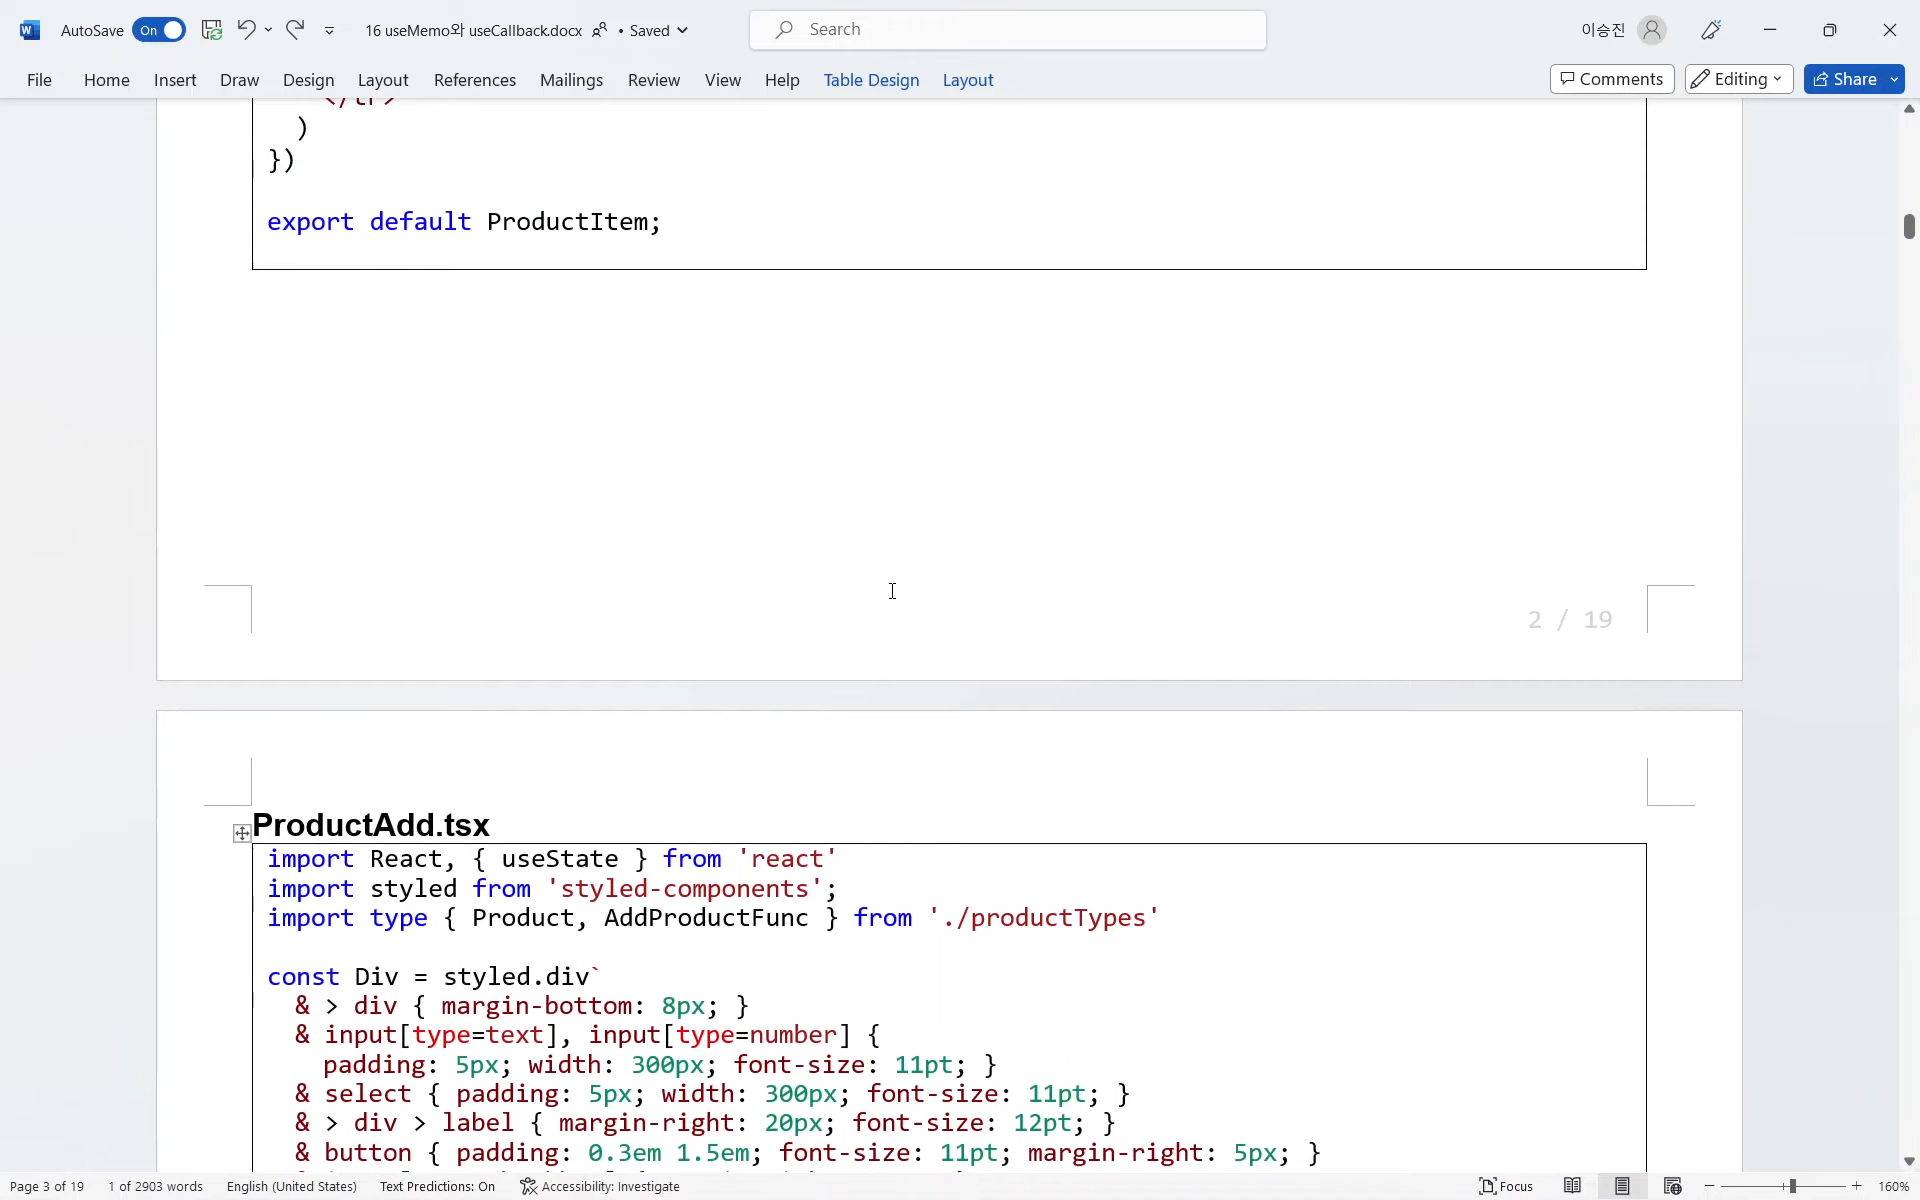 AutoSave On 16 useMemo와 useCallback.docx • Saved Search 이승진
File Home Insert Draw Design Layout References Mailings Review View Help Table Design Layout Comments Editing Share
</tr>
)
})
export default ProductItem;
2 / 19
ProductAdd.tsx
import React, { useState } from 'react'
import styled from 'styled-components';
import type { Product, AddProductFunc } from './productTypes'
const Div = styled.div`
& > div { margin-bottom: 8px; }
& input[type=text], input[type=number] {
padding: 5px; width: 300px; font-size: 11pt; }
& select { padding: 5px; width: 300px; font-size: 11pt; }
& > div > label { margin-right: 20px; font-size: 12pt; }
& button { padding: 0.3em 1.5em; font-size: 11pt; margin-right: 5px; }
Page 3 of 19 1 of 2903 words English (United States) Text Predictions: On Accessibility: Investigate Focus 160%